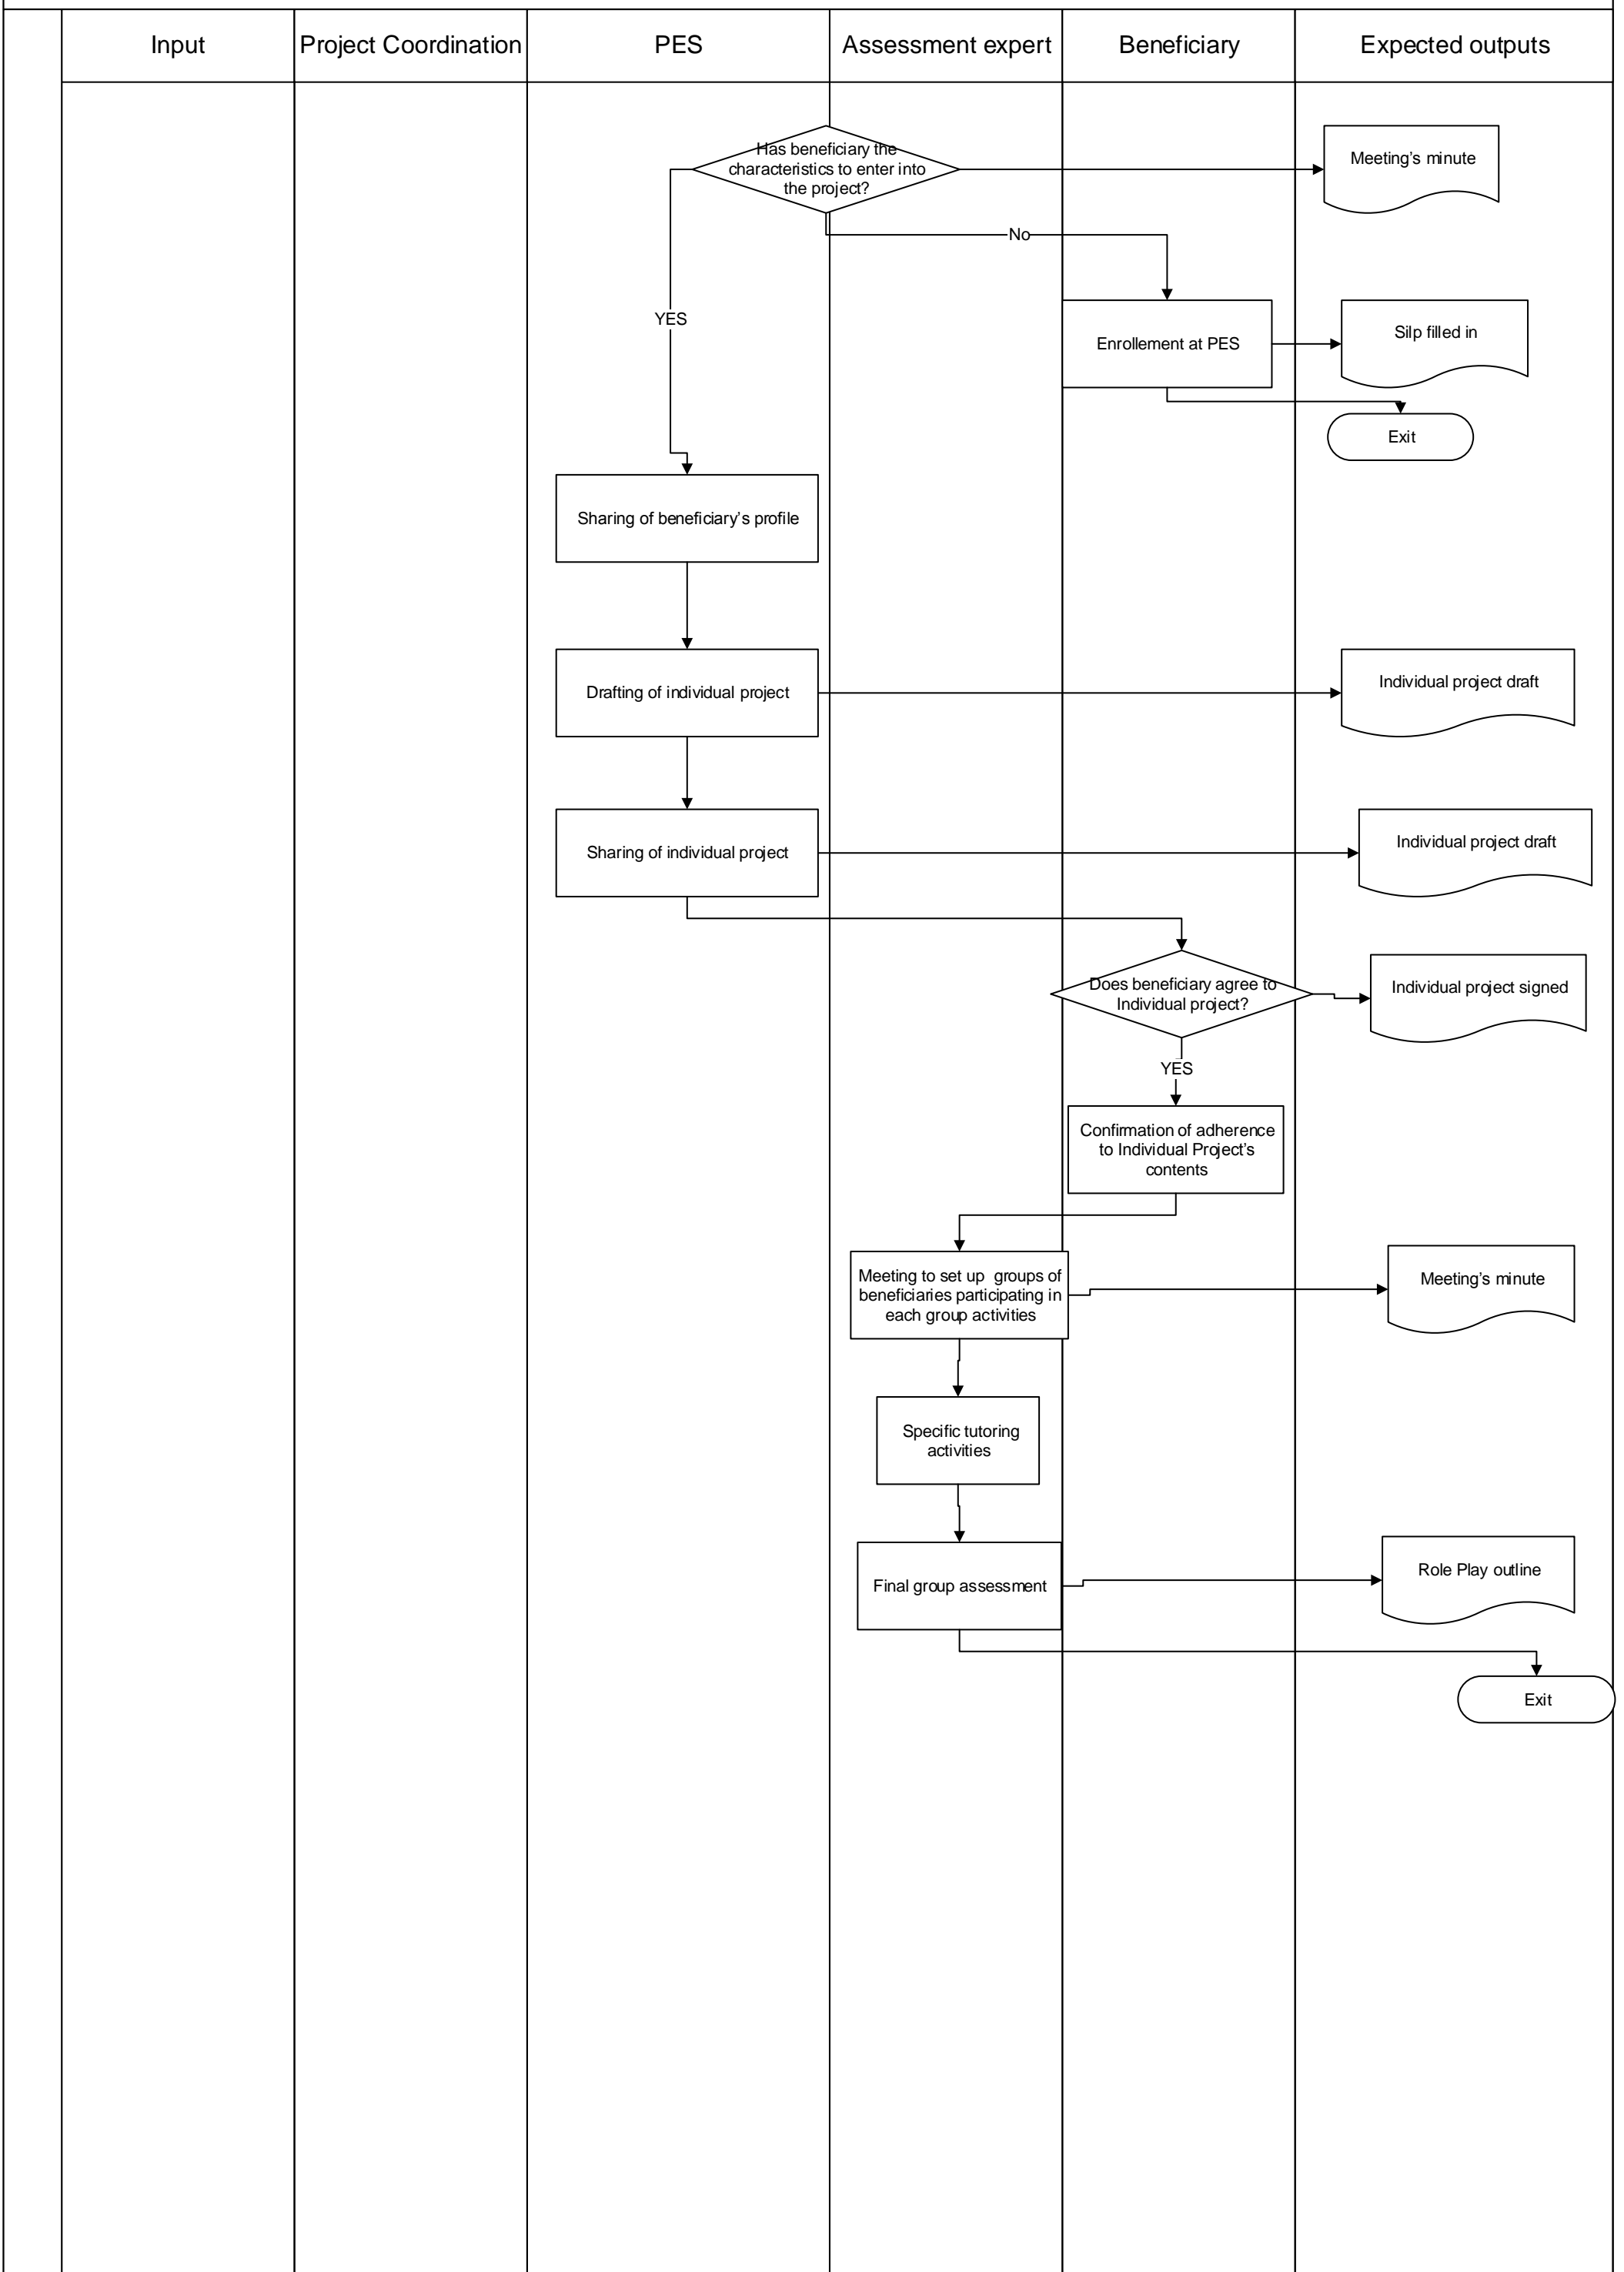 Input
Project Coordination
PES
Assessment expert
Beneficiary
Expected outputs
Has beneficiary the
characteristics to enter into
the project?
Meeting's minute
No
YES
Enrollement at PES
Silp filled in
Exit
Sharing of beneficiary's profile
Drafting of individual project
Individual project draft
Sharing of individual project
Individual project draft
Does beneficiary agree to
Individual project?
Individual project signed
YES
Confirmation of adherence
to Individual Project's
contents
Meeting to set up groups of
beneficiaries participating in
each group activities
Meeting's minute
Specific tutoring
activities
Final group assessment
Role Play outline
Exit